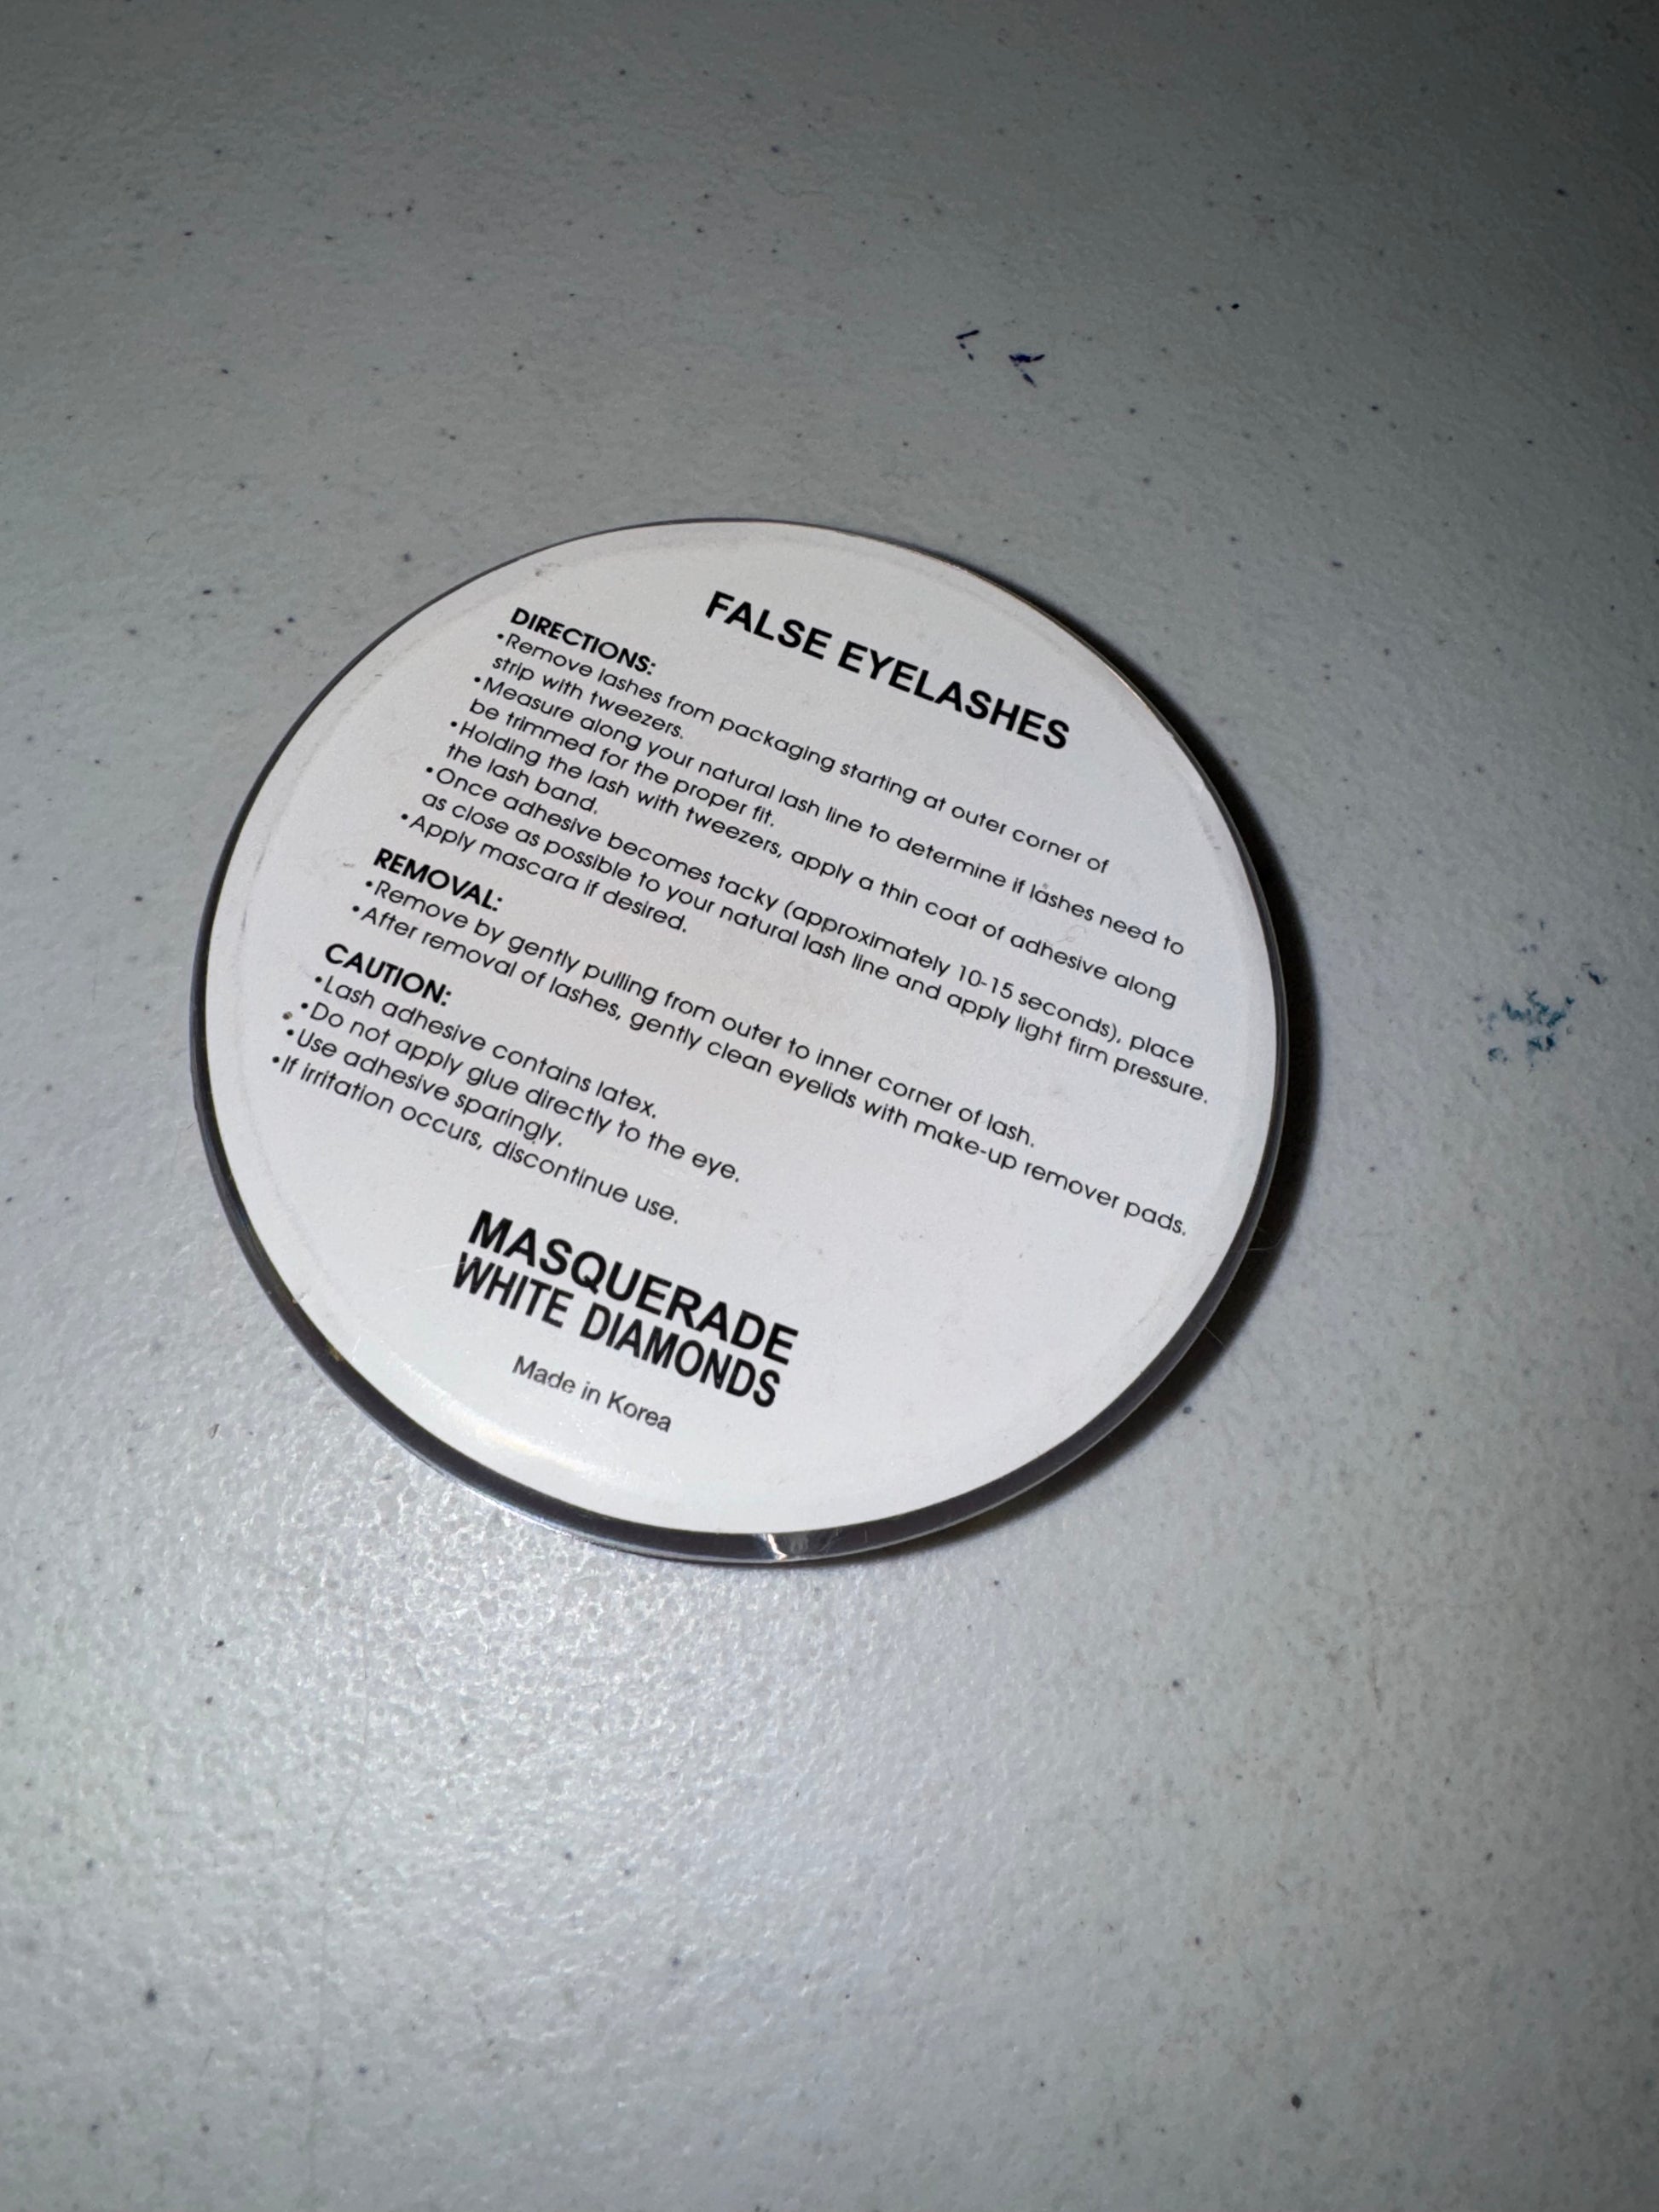 FALSE EYELASHES
DIRECTIONS:
•Remove lashes from packaging starting at outer corner of
strip with tweezers.
•Measure along your natural lash line to determine if lashes need to
be trimmed for the proper fit.
•Holding the lash with tweezers, apply a thin coat of adhesive along
the lash band.
•Once adhesive becomes tacky (approximately 10-15 seconds), place
as close as possible to your natural lash line and apply light firm pressure.
•Apply mascara if desired.
REMOVAL:
•Remove by gently pulling from outer to inner corner of lash.
•After removal of lashes, gently clean eyelids with make-up remover pads.
CAUTION:
•Lash adhesive contains latex.
•Do not apply glue directly to the eye.
•Use adhesive sparingly.
•If irritation occurs, discontinue use.
MASQUERADE
WHITE DIAMONDS
Made in Korea